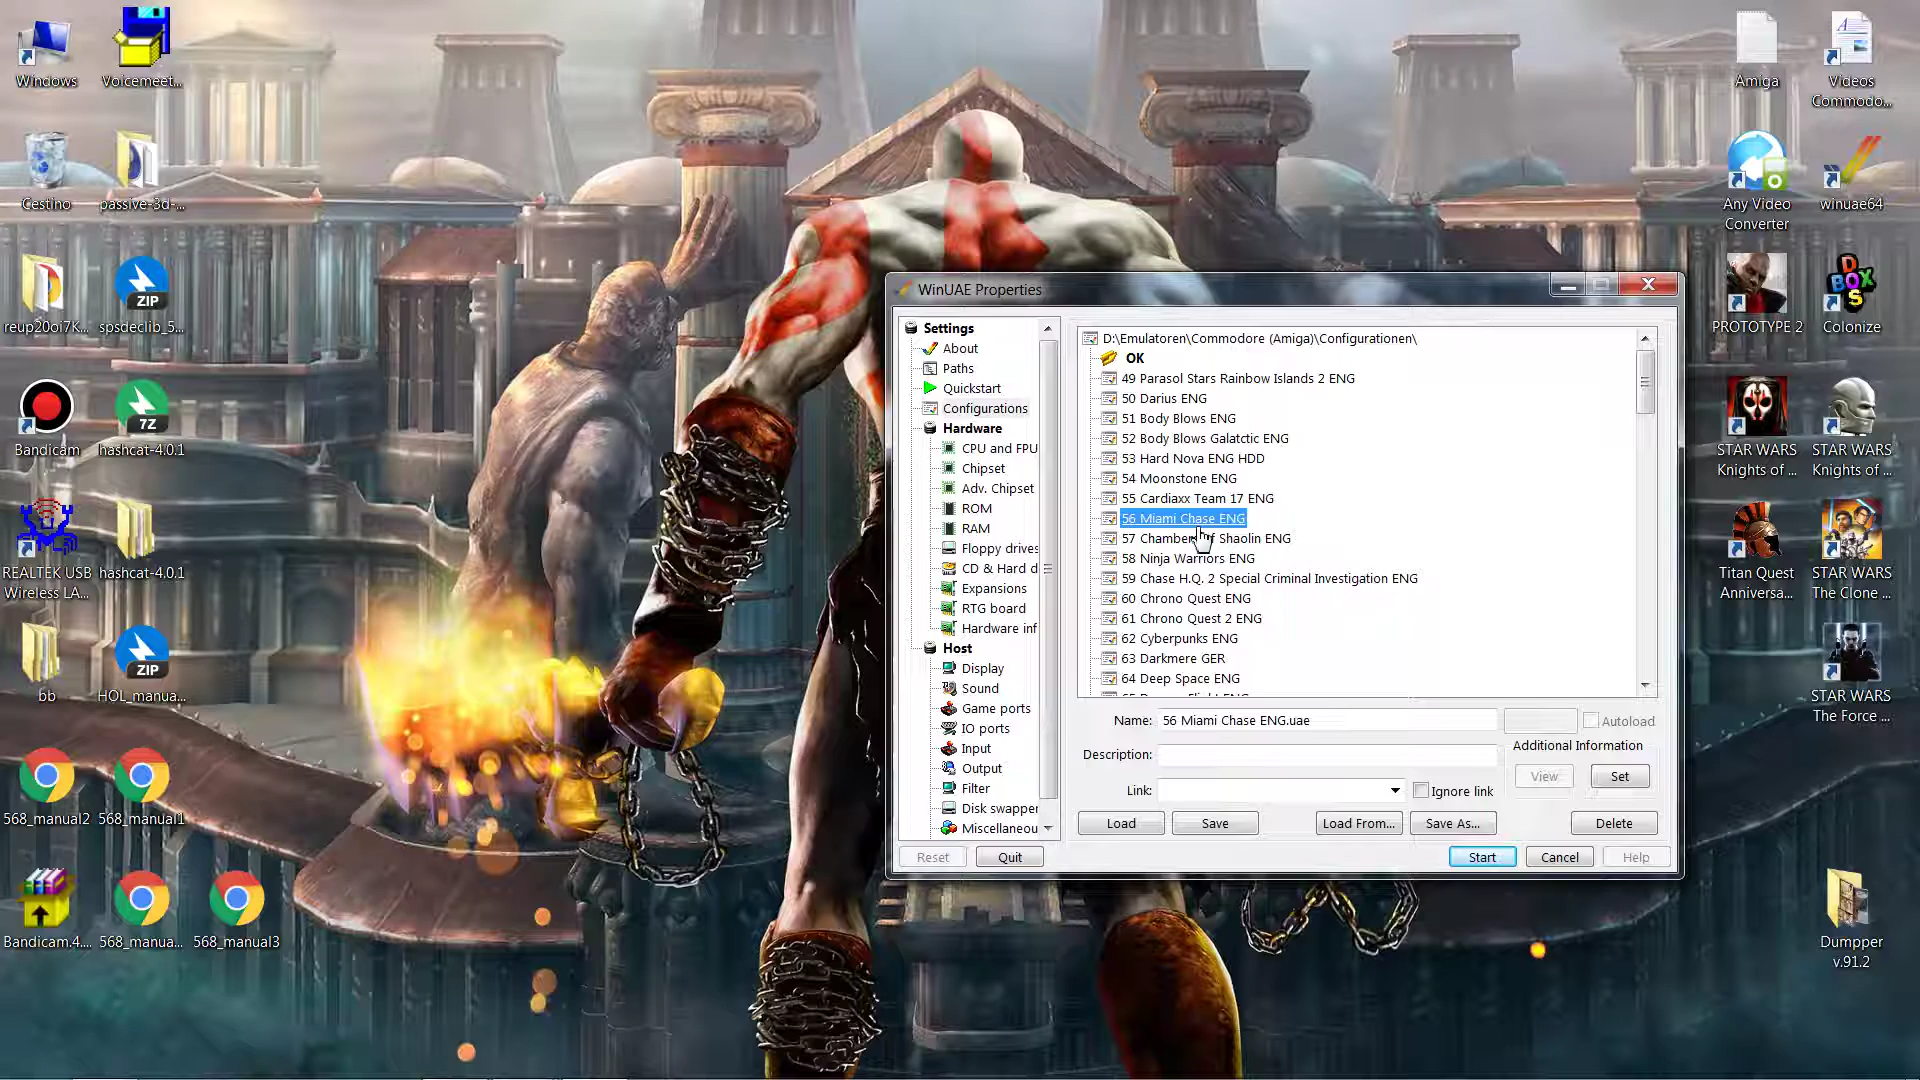 Windows
Voicemeet...
Cestino
passive-3d-...
reup20oi7K...
spsdeclib_5...
ZIP
Bandicam
hashcat-4.0.1
7Z
REALTEK USB
Wireless LA...
hashcat-4.0.1
bb
HOL_manua...
ZIP
568_manual2
568_manual1
Bandicam.4....
568_manua...
568_manual3
Amiga
Videos
Commodo...
Any Video
Converter
winuae64
PROTOTYPE 2
Colonize
D
BOX
S
STAR WARS
Knights of ...
STAR WARS
Knights of ...
Titan Quest
Anniversa...
STAR WARS
The Clone ...
STAR WARS
The Force ...
Dumpper
v.91.2
WinUAE Properties
Settings
About
Paths
Quickstart
Configurations
Hardware
CPU and FPU
Chipset
Adv. Chipset
ROM
RAM
Floppy drives
CD & Hard d
Expansions
RTG board
Hardware inf
Host
Display
Sound
Game ports
IO ports
Input
Output
Filter
Disk swapper
Miscellaneou
D:\Emulatoren\Commodore (Amiga)\Configurationen\
OK
49 Parasol Stars Rainbow Islands 2 ENG
50 Darius ENG
51 Body Blows ENG
52 Body Blows Galatctic ENG
53 Hard Nova ENG HDD
54 Moonstone ENG
55 Cardiaxx Team 17 ENG
56 Miami Chase ENG
57 Chamber of Shaolin ENG
58 Ninja Warriors ENG
59 Chase H.Q. 2 Special Criminal Investigation ENG
60 Chrono Quest ENG
61 Chrono Quest 2 ENG
62 Cyberpunks ENG
63 Darkmere GER
64 Deep Space ENG
Name: 56 Miami Chase ENG.uae
Autoload
Description:
Additional Information
View Set
Link:
Ignore link
Load Save Load From... Save As... Delete
Reset Quit Start Cancel Help